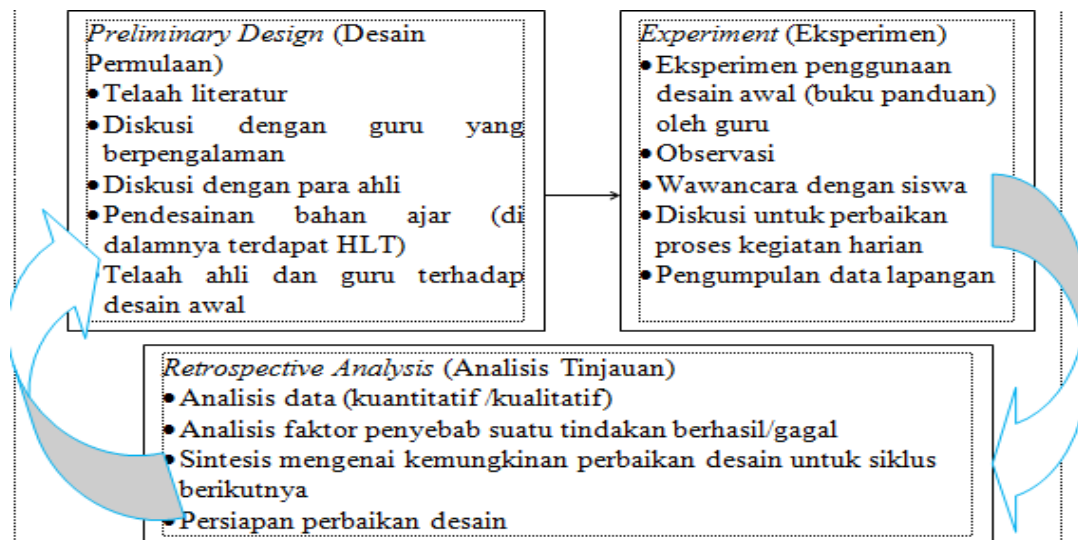 Preliminary Design (Desain
Permulaan)
•Telaah literatur
•Diskusi dengan guru yang
berpengalaman
•Diskusi dengan para ahli
•Pendesainan bahan ajar (di
dalamnya terdapat HLT)
•Telaah ahli dan guru terhadap
desain awal
Experiment (Eksperimen)
•Eksperimen penggunaan
desain awal (buku panduan)
oleh guru
•Observasi
•Wawancara dengan siswa
•Diskusi untuk perbaikan
proses kegiatan harian
•Pengumpulan data lapangan
Retrospective Analysis (Analisis Tinjauan)
•Analisis data (kuantitatif /kualitatif)
•Analisis faktor penyebab suatu tindakan berhasil/gagal
•Sintesis mengenai kemungkinan perbaikan desain untuk siklus
berikutnya
•Persiapan perbaikan desain